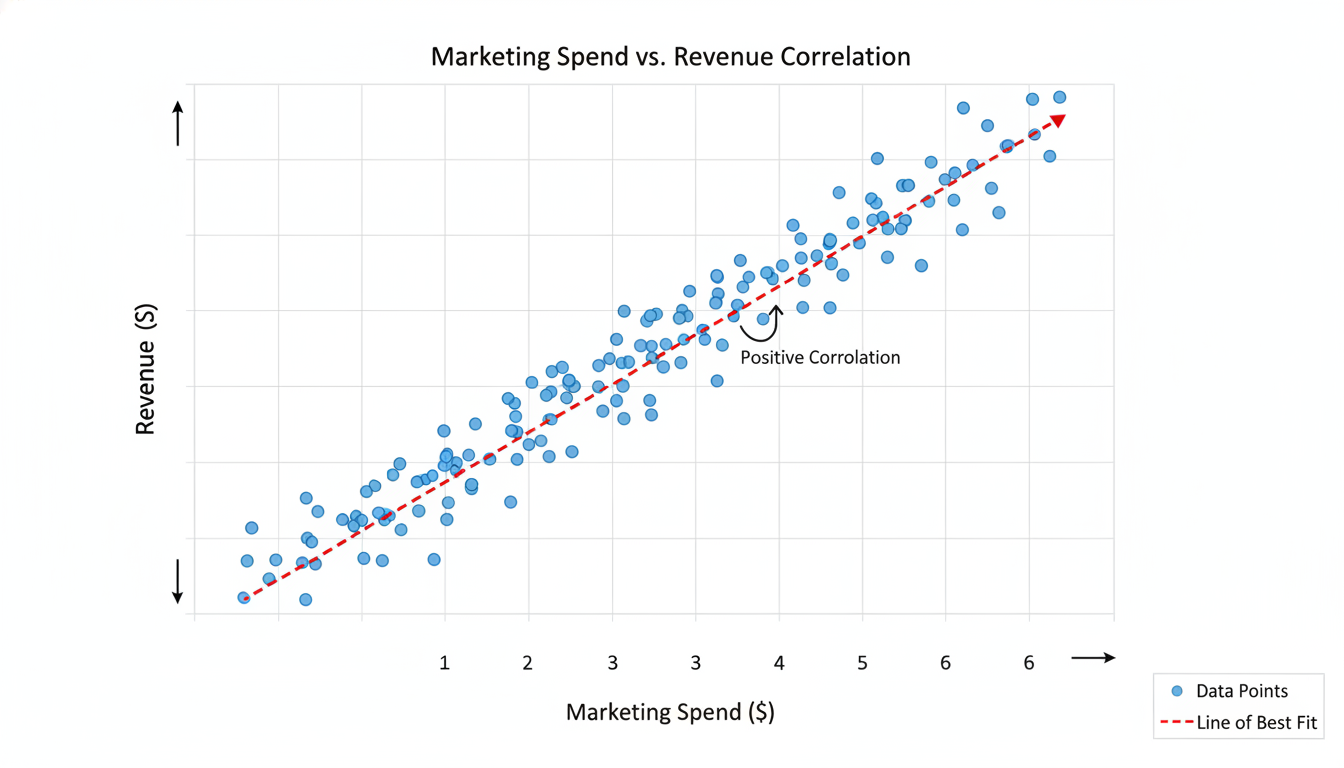 Marketing Spend vs. Revenue Correlation
Revenue ($)
Positive Corrolation
1 2 3 3 4 5 6 6
Marketing Spend ($)
Data Points
Line of Best Fit